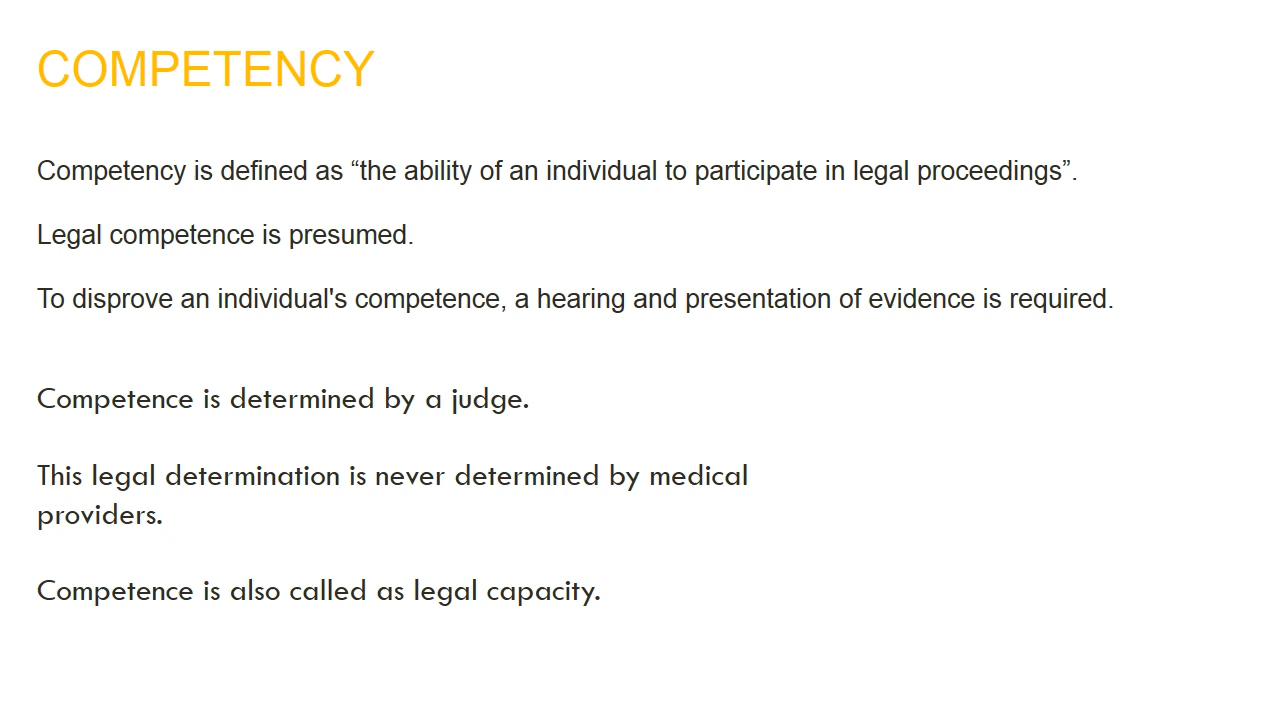 COMPETENCY
Competency is defined as “the ability of an individual to participate in legal proceedings”.
Legal competence is presumed.
To disprove an individual's competence, a hearing and presentation of evidence is required.
Competence is determined by a judge.
This legal determination is never determined by medical
providers.
Competence is also called as legal capacity.